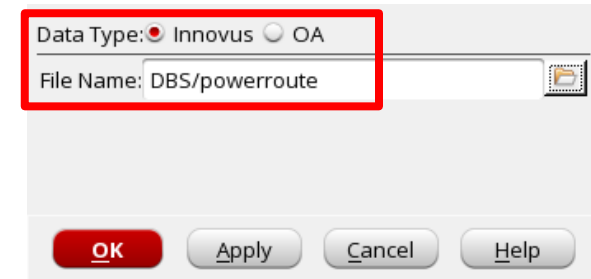 Data Type: Innovus OA
File Name: DBS/powerroute
OK Apply Cancel Help